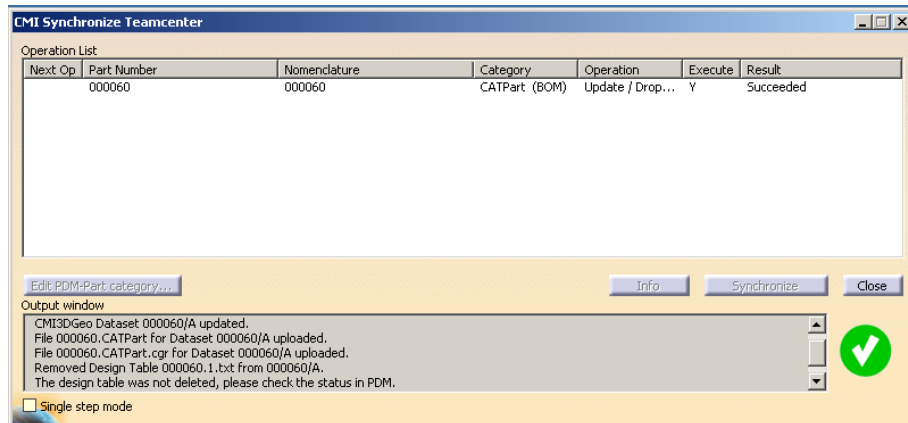 CMI Synchronize Teamcenter
Operation List
Next Op Part Number Nomenclature Category Operation Execute Result
000060 000060 CATPart (BOM) Update / Drop... Y Succeeded
Edit PDM-Part category... Info Synchronize Close
Output window
CMI3DGeo Dataset 000060/A updated.
File 000060.CATPart for Dataset 000060/A uploaded.
File 000060.CATPart.cgr for Dataset 000060/A uploaded.
Removed Design Table 000060.1.txt from 000060/A.
The design table was not deleted, please check the status in PDM.
Single step mode